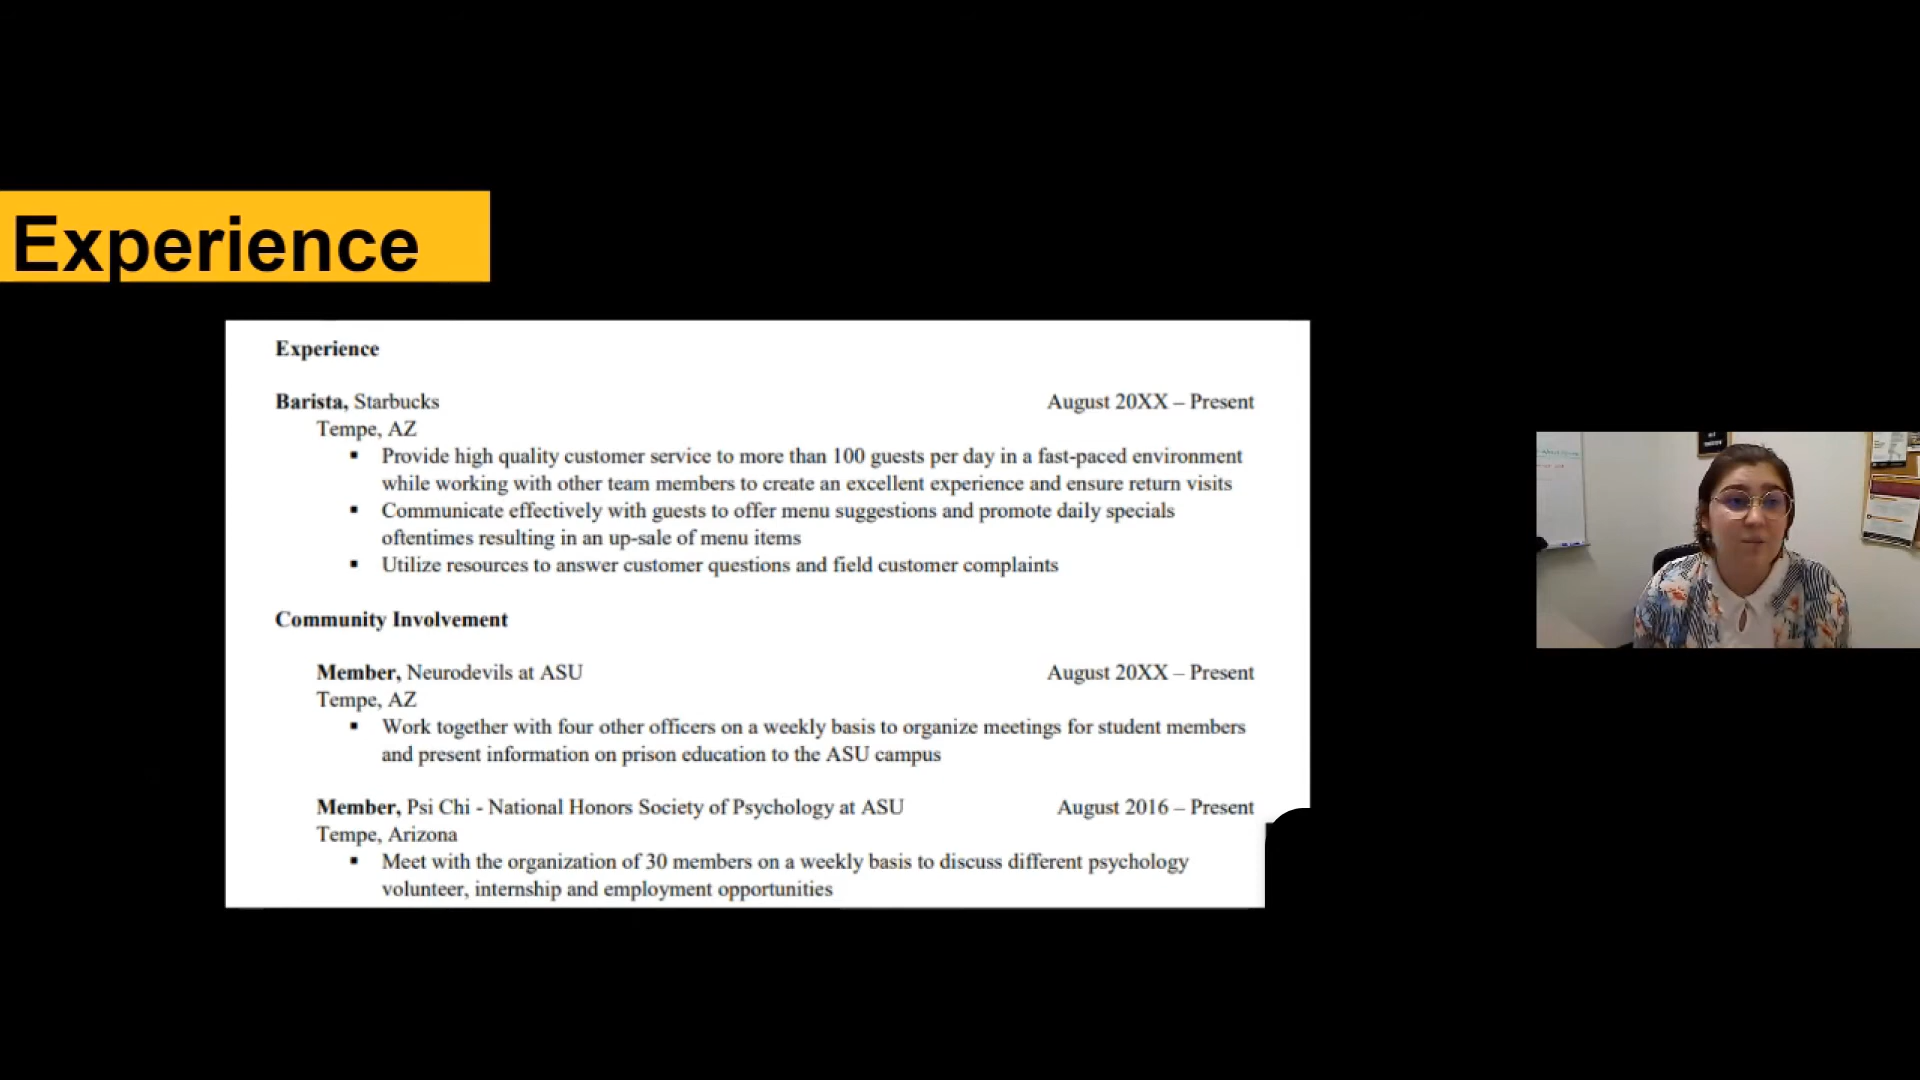 Experience
Experience
Barista, Starbucks August 20XX – Present
Tempe, AZ
▪ Provide high quality customer service to more than 100 guests per day in a fast-paced environment
while working with other team members to create an excellent experience and ensure return visits
▪ Communicate effectively with guests to offer menu suggestions and promote daily specials
oftentimes resulting in an up-sale of menu items
▪ Utilize resources to answer customer questions and field customer complaints
Community Involvement
Member, Neurodevils at ASU August 20XX – Present
Tempe, AZ
▪ Work together with four other officers on a weekly basis to organize meetings for student members
and present information on prison education to the ASU campus
Member, Psi Chi - National Honors Society of Psychology at ASU August 2016 – Present
Tempe, Arizona
▪ Meet with the organization of 30 members on a weekly basis to discuss different psychology
volunteer, internship and employment opportunities